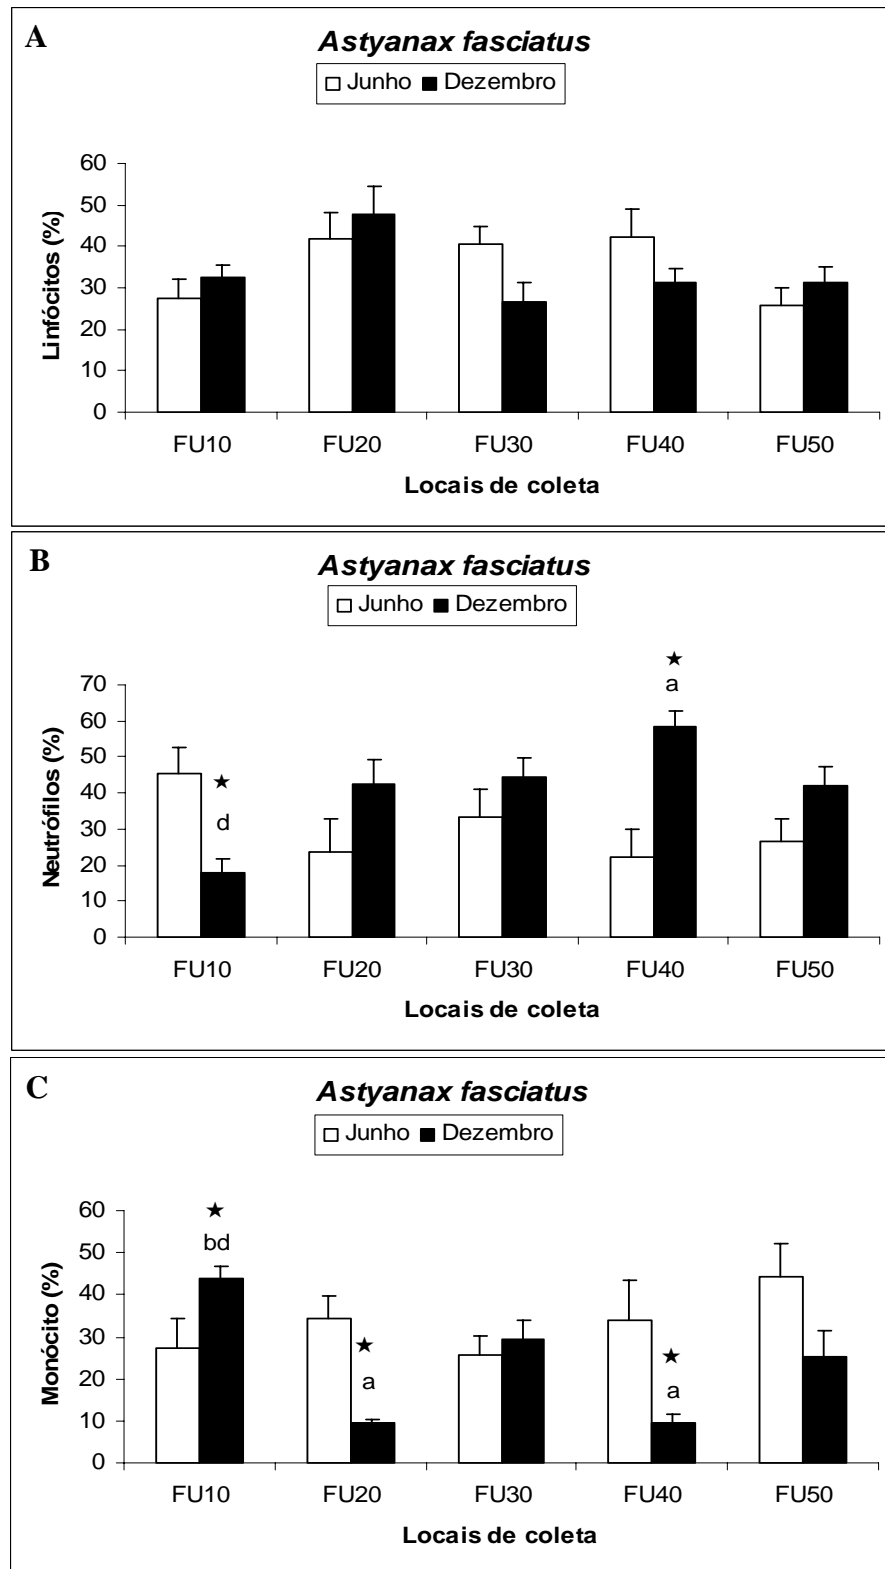 A
Astyanax fasciatus
Junho Dezembro
Linfócitos (%)
60
50
40
30
20
10
0
FU10 FU20 FU30 FU40 FU50
Locais de coleta
B
Astyanax fasciatus
Junho Dezembro
Neutrófilos (%)
70
60
50
40
30
20
10
0
★
d
★
a
FU10 FU20 FU30 FU40 FU50
Locais de coleta
C
Astyanax fasciatus
Junho Dezembro
Monócito (%)
60
50
40
30
20
10
0
★
bd
★
a
★
a
FU10 FU20 FU30 FU40 FU50
Locais de coleta